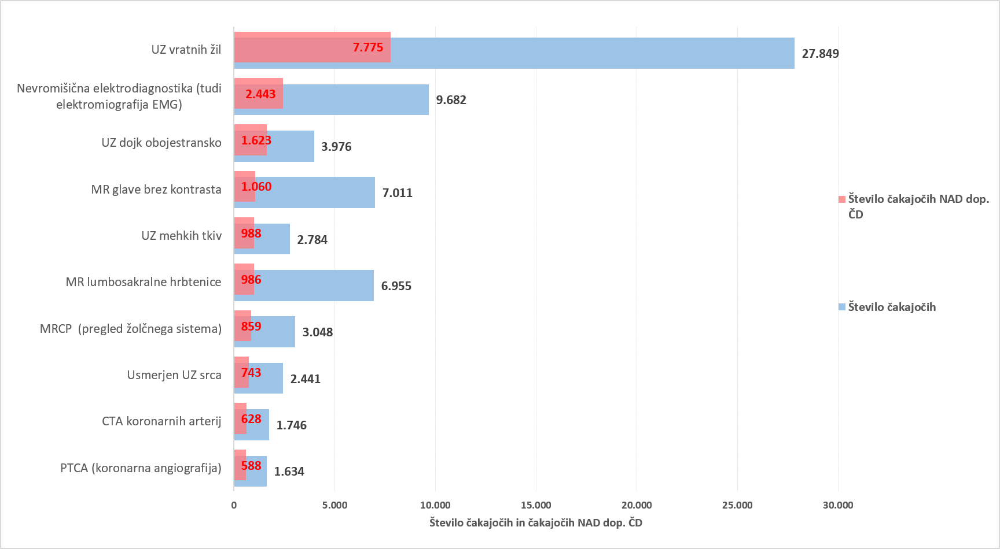 UZ vratnih žil
7.775
27.849
Nevromišična elektrodiagnostika (tudi
elektromiografija EMG)
2.443
9.682
UZ dojk obojestransko
1.623
3.976
MR glave brez kontrasta
1.060
7.011
UZ mehkih tkiv
988
2.784
MR lumbosakralne hrbtenice
986
6.955
MRCP  (pregled žolčnega sistema)
859
3.048
Usmerjen UZ srca
743
2.441
CTA koronarnih arterij
628
1.746
PTCA (koronarna angiografija)
588
1.634
0
5.000
10.000
15.000
20.000
25.000
30.000
Število čakajočih in čakajočih NAD dop. ČD
Število čakajočih NAD dop.
ČD
Število čakajočih